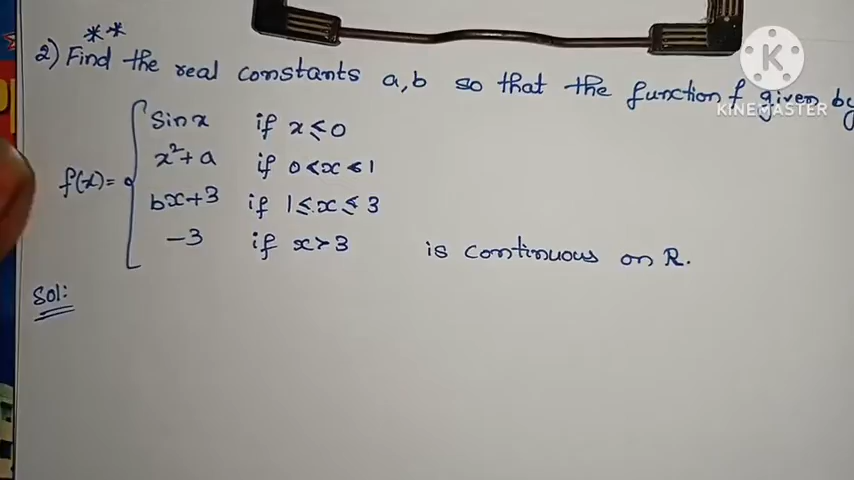 **
2) Find the real constants a,b so that the function f given by
K
KINEMASTER
sin x if x≤0
x²+a if 0<x<1
f(x)=
bx+3 if 1≤x≤3
-3 if x>3 is continuous on R.
Sol: